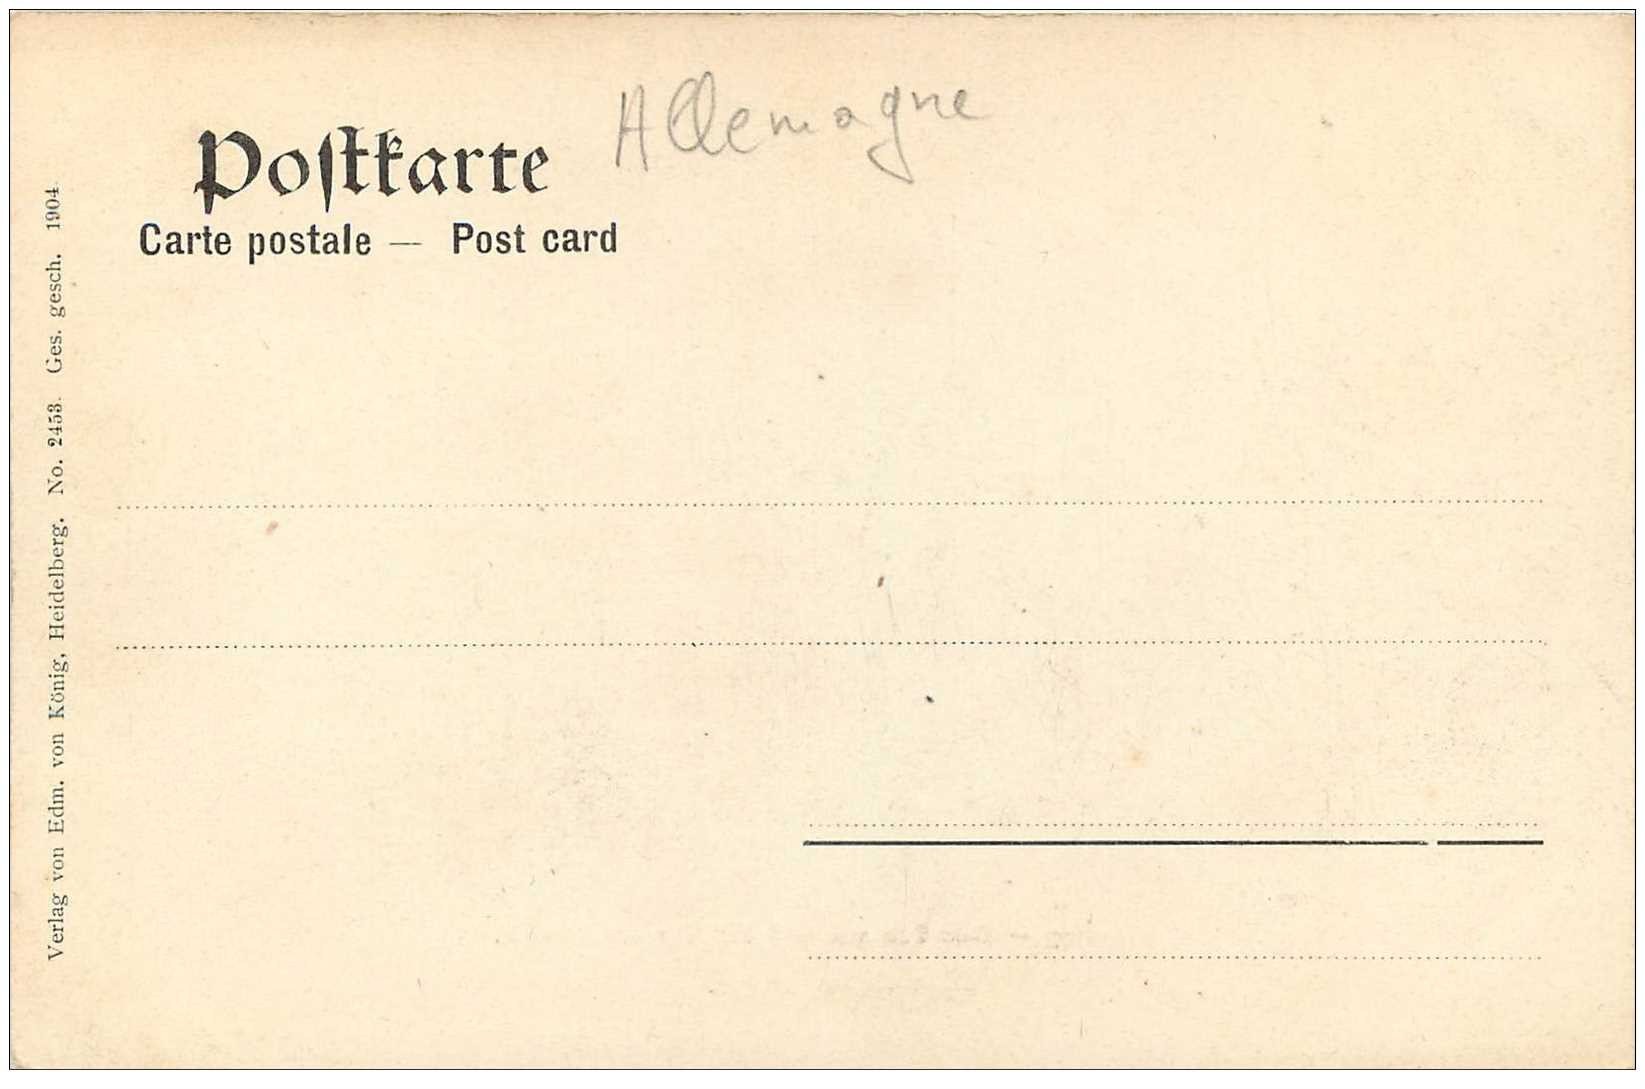 Allemagne
Poſtkarte
Carte postale — Post card
Verlag von Edm. von König, Heidelberg. No. 2453. Ges. gesch. 1904.